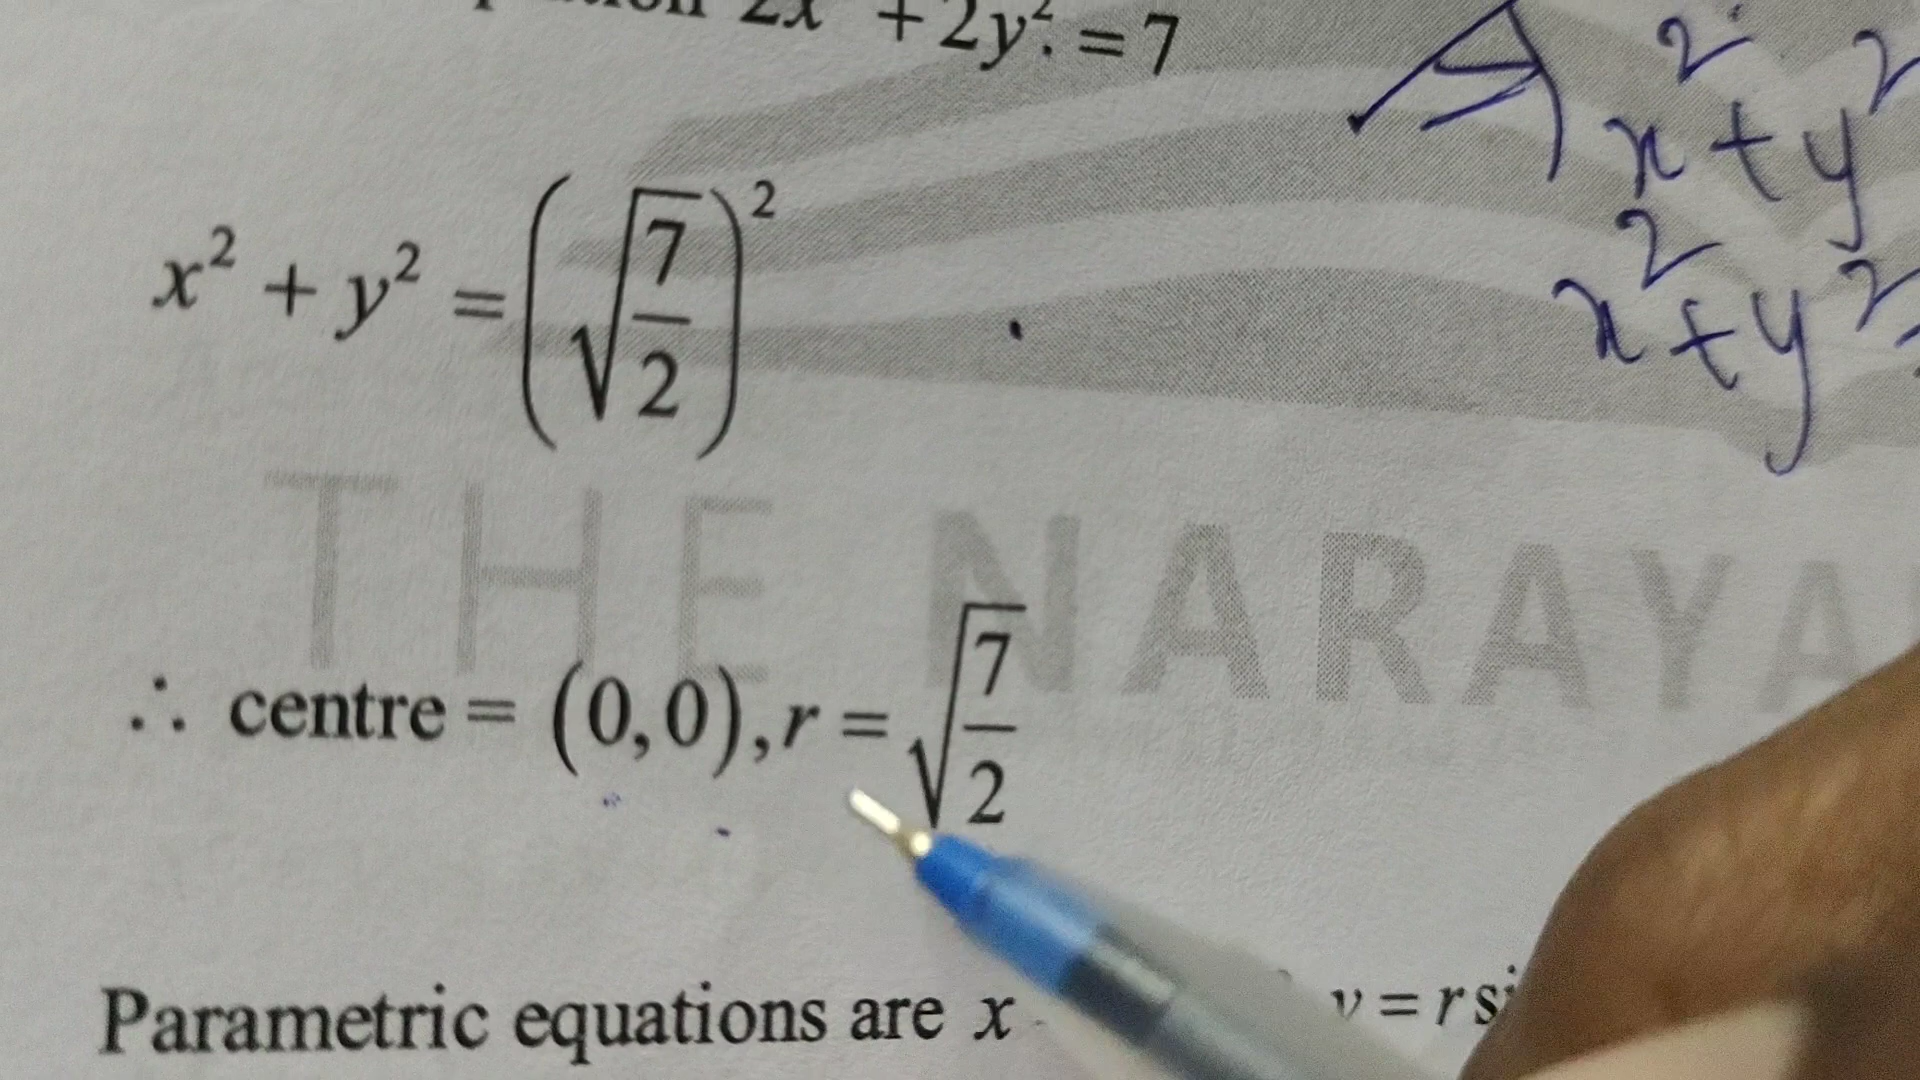 2x + 2y² = 7
x² + y² = (√(7/2))²
x² + y²
x² + y²
THE NARAYA
∴ centre = (0,0), r = √(7/2)
Parametric equations are x y = r